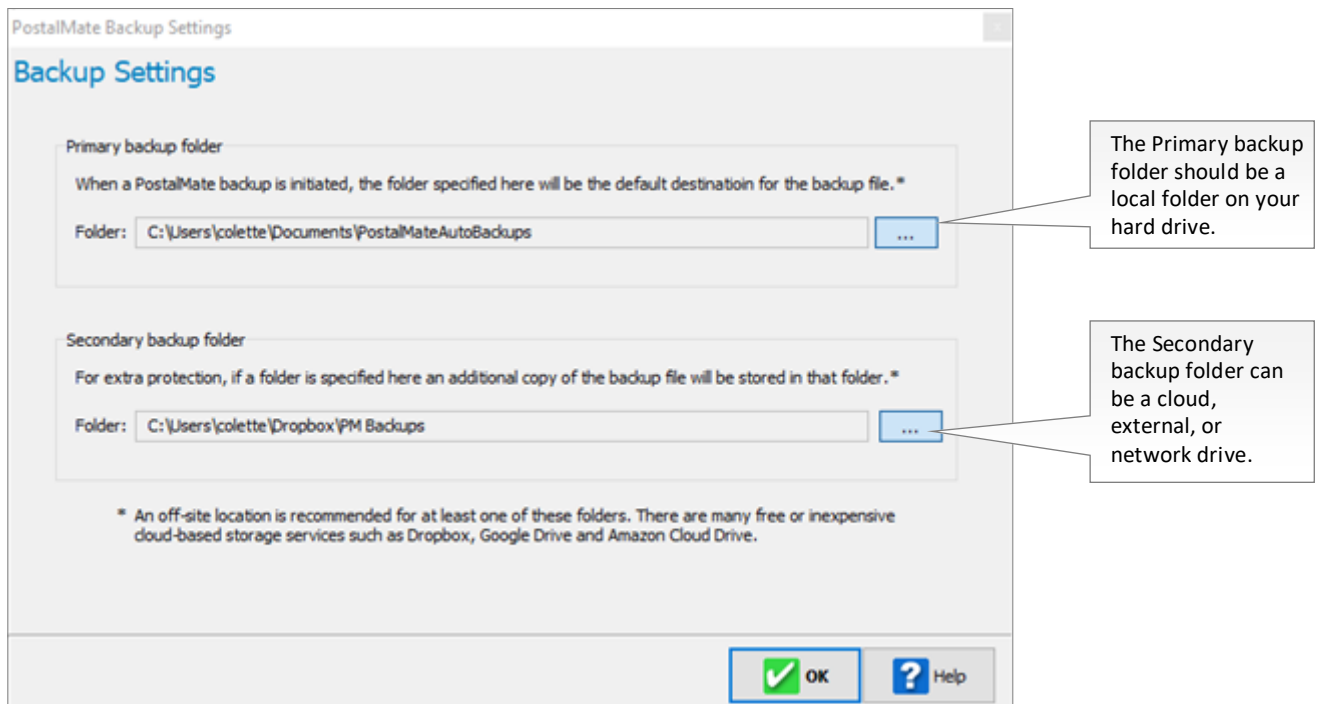 PostalMate Backup Settings
Backup Settings
Primary backup folder
When a PostalMate backup is initiated, the folder specified here will be the default destinatioin for the backup file.*
Folder: C:\Users\colette\Documents\PostalMateAutoBackups ...
The Primary backup
folder should be a
local folder on your
hard drive.
Secondary backup folder
For extra protection, if a folder is specified here an additional copy of the backup file will be stored in that folder.*
Folder: C:\Users\colette\Dropbox\PM Backups ...
The Secondary
backup folder can
be a cloud,
external, or
network drive.
* An off-site location is recommended for at least one of these folders. There are many free or inexpensive
cloud-based storage services such as Dropbox, Google Drive and Amazon Cloud Drive.
OK ? Help